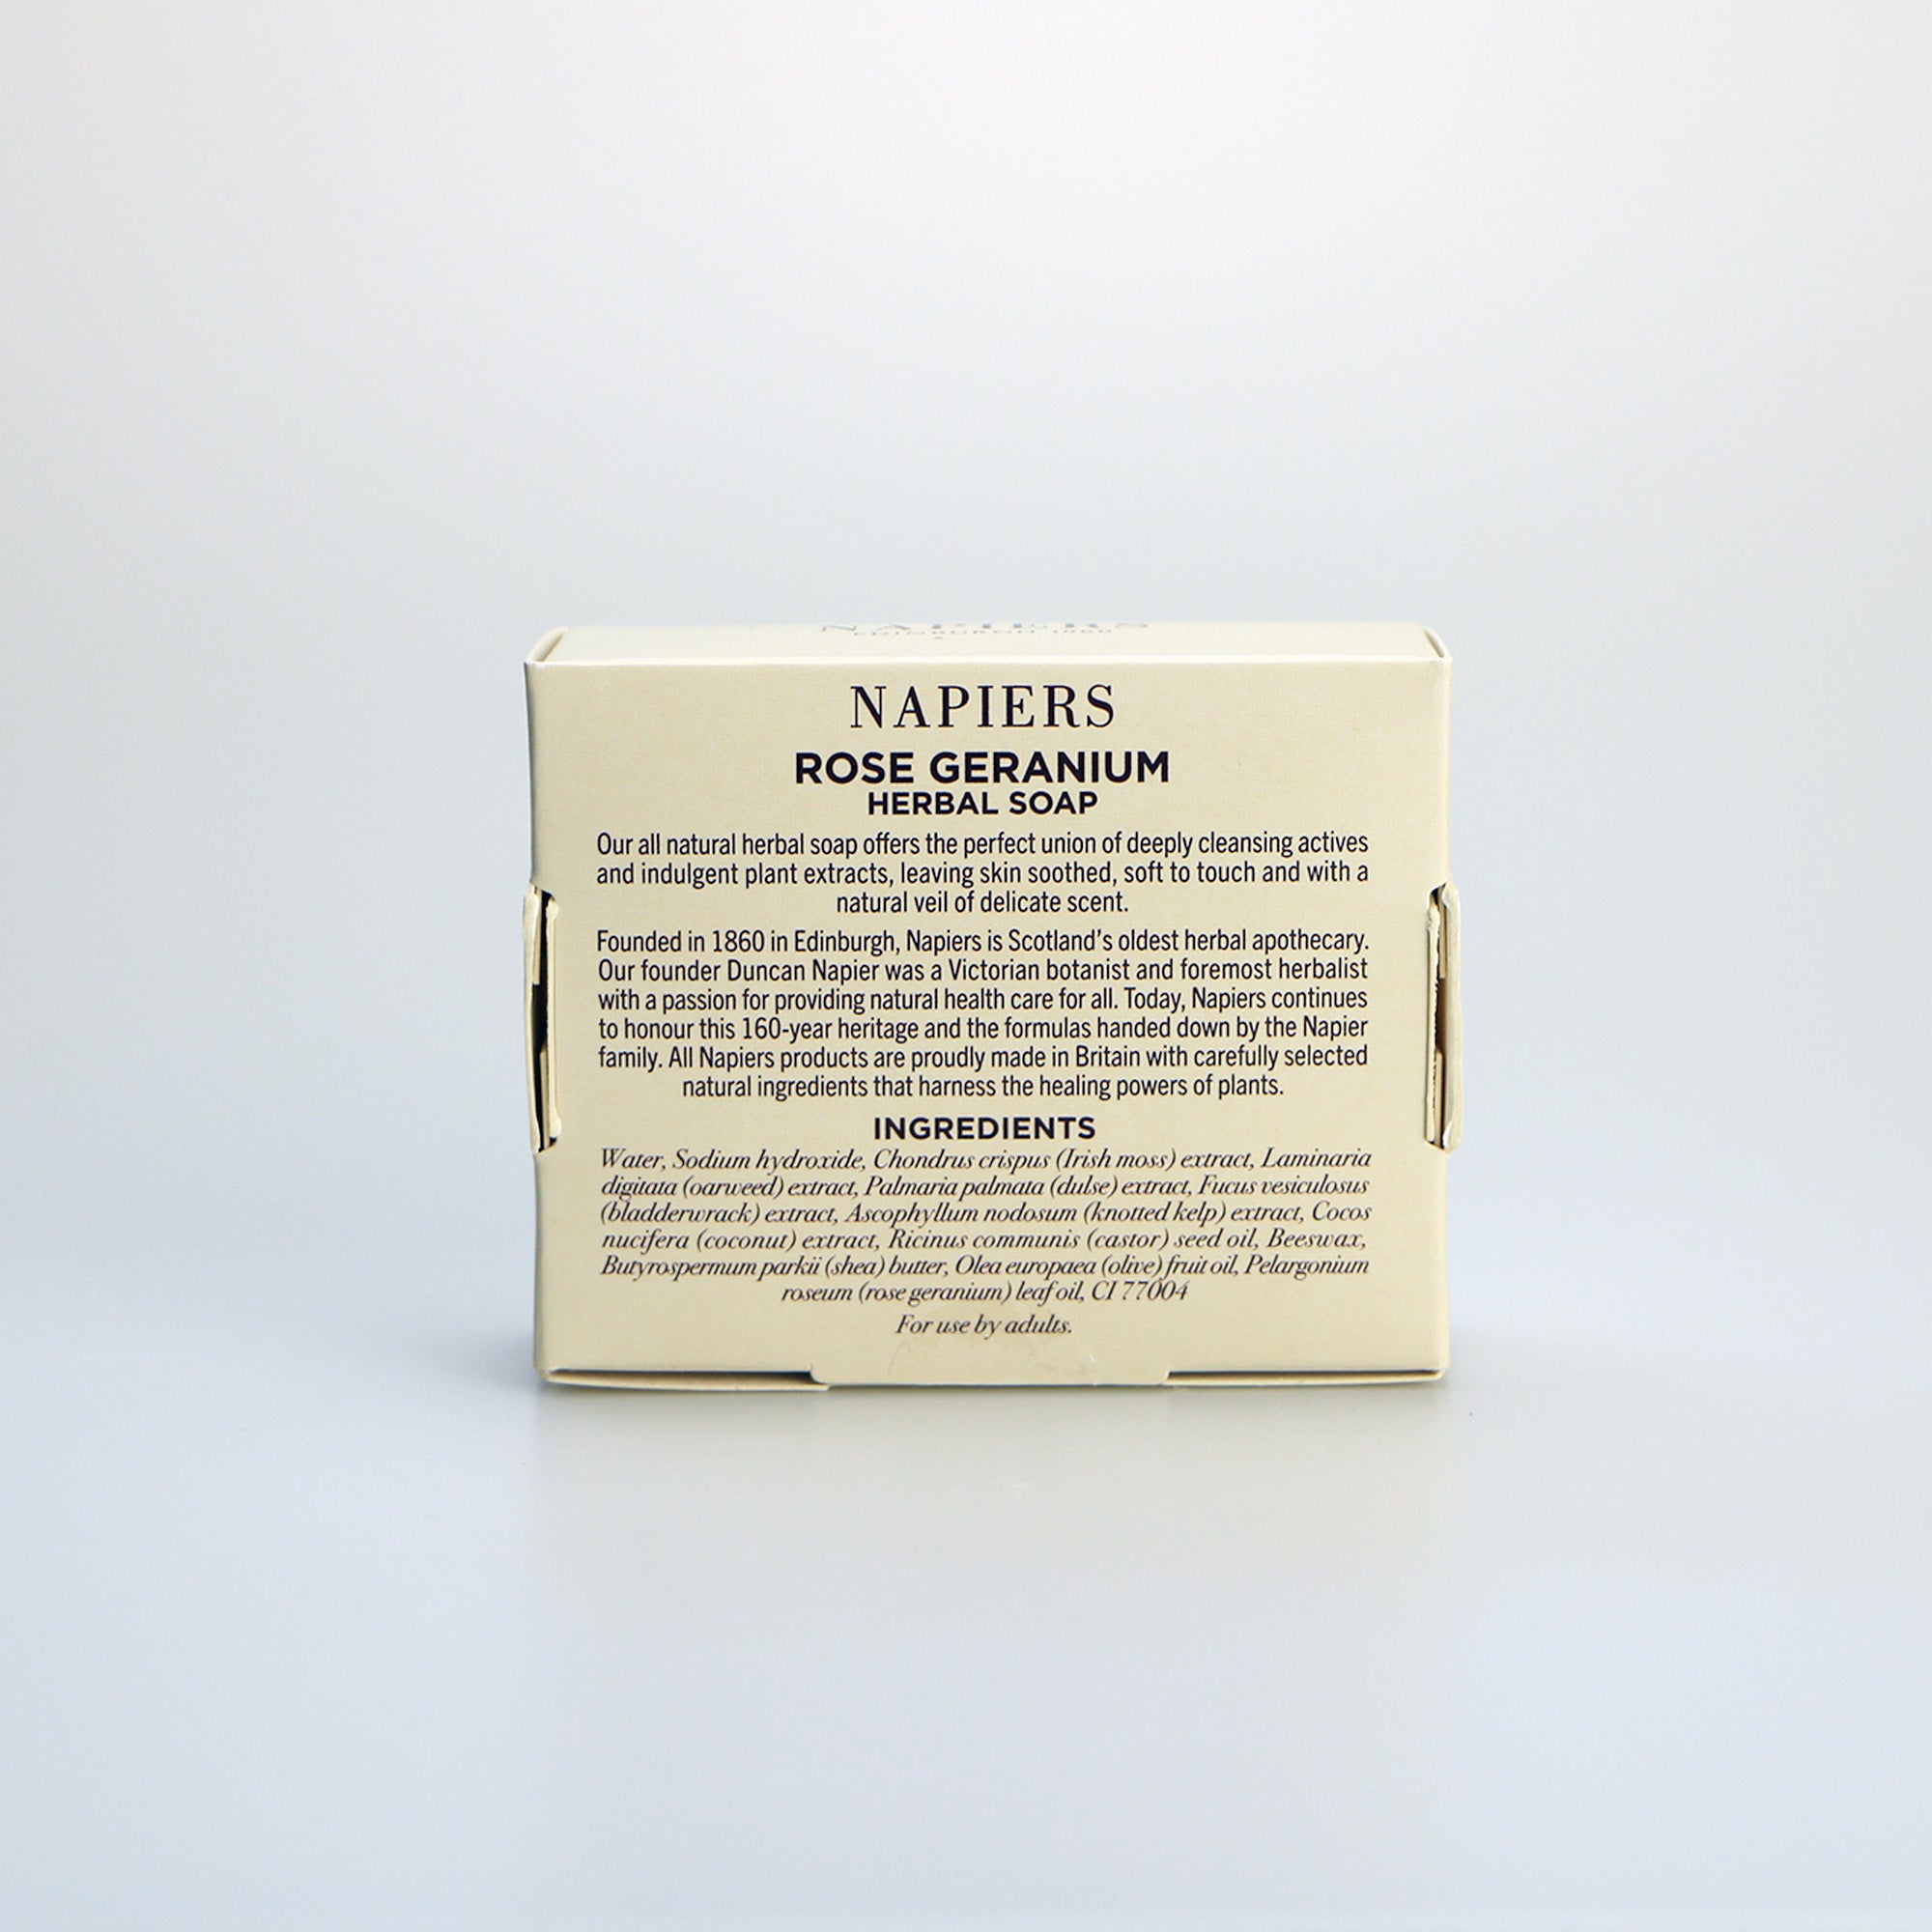 NAPIERS
EDINBURGH 1860
NAPIERS
ROSE GERANIUM
HERBAL SOAP
Our all natural herbal soap offers the perfect union of deeply cleansing actives
and indulgent plant extracts, leaving skin soothed, soft to touch and with a
natural veil of delicate scent.
Founded in 1860 in Edinburgh, Napiers is Scotland's oldest herbal apothecary.
Our founder Duncan Napier was a Victorian botanist and foremost herbalist
with a passion for providing natural health care for all. Today, Napiers continues
to honour this 160-year heritage and the formulas handed down by the Napier
family. All Napiers products are proudly made in Britain with carefully selected
natural ingredients that harness the healing powers of plants.
INGREDIENTS
Water, Sodium hydroxide, Chondrus crispus (Irish moss) extract, Laminaria
digitata (oarweed) extract, Palmaria palmata (dulse) extract, Fucus vesiculosus
(bladderwrack) extract, Ascophyllum nodosum (knotted kelp) extract, Cocos
nucifera (coconut) extract, Ricinus communis (castor) seed oil, Beeswax,
Butyrospermum parkii (shea) butter, Olea europaea (olive) fruit oil, Pelargonium
roseum (rose geranium) leaf oil, CI 77004
For use by adults.